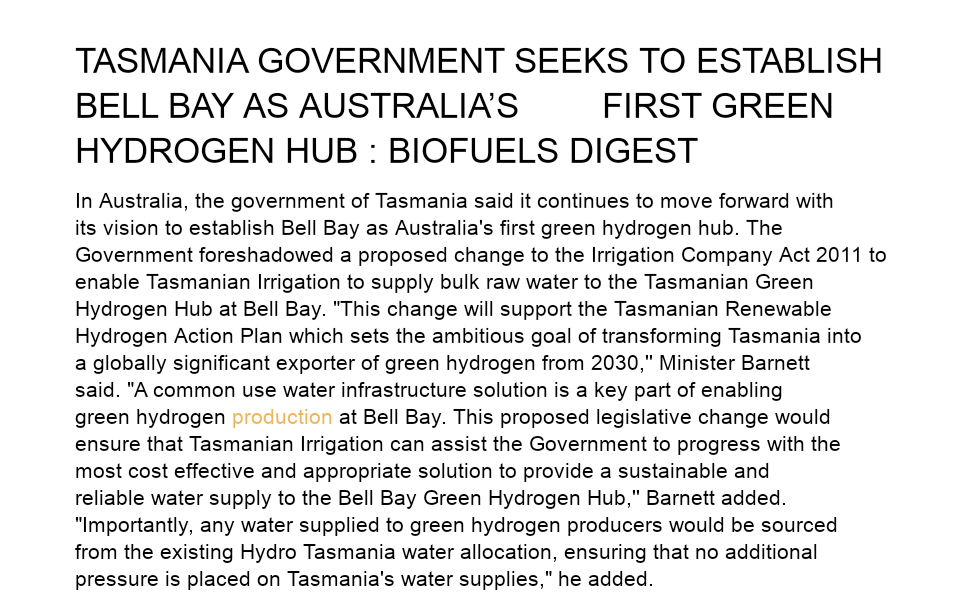 TASMANIA GOVERNMENT SEEKS TO ESTABLISH
BELL BAY AS AUSTRALIA’S FIRST GREEN
HYDROGEN HUB : BIOFUELS DIGEST
In Australia, the government of Tasmania said it continues to move forward with
its vision to establish Bell Bay as Australia's first green hydrogen hub. The
Government foreshadowed a proposed change to the Irrigation Company Act 2011 to
enable Tasmanian Irrigation to supply bulk raw water to the Tasmanian Green
Hydrogen Hub at Bell Bay. "This change will support the Tasmanian Renewable
Hydrogen Action Plan which sets the ambitious goal of transforming Tasmania into
a globally significant exporter of green hydrogen from 2030," Minister Barnett
said. "A common use water infrastructure solution is a key part of enabling
green hydrogen production at Bell Bay. This proposed legislative change would
ensure that Tasmanian Irrigation can assist the Government to progress with the
most cost effective and appropriate solution to provide a sustainable and
reliable water supply to the Bell Bay Green Hydrogen Hub," Barnett added.
"Importantly, any water supplied to green hydrogen producers would be sourced
from the existing Hydro Tasmania water allocation, ensuring that no additional
pressure is placed on Tasmania's water supplies," he added.